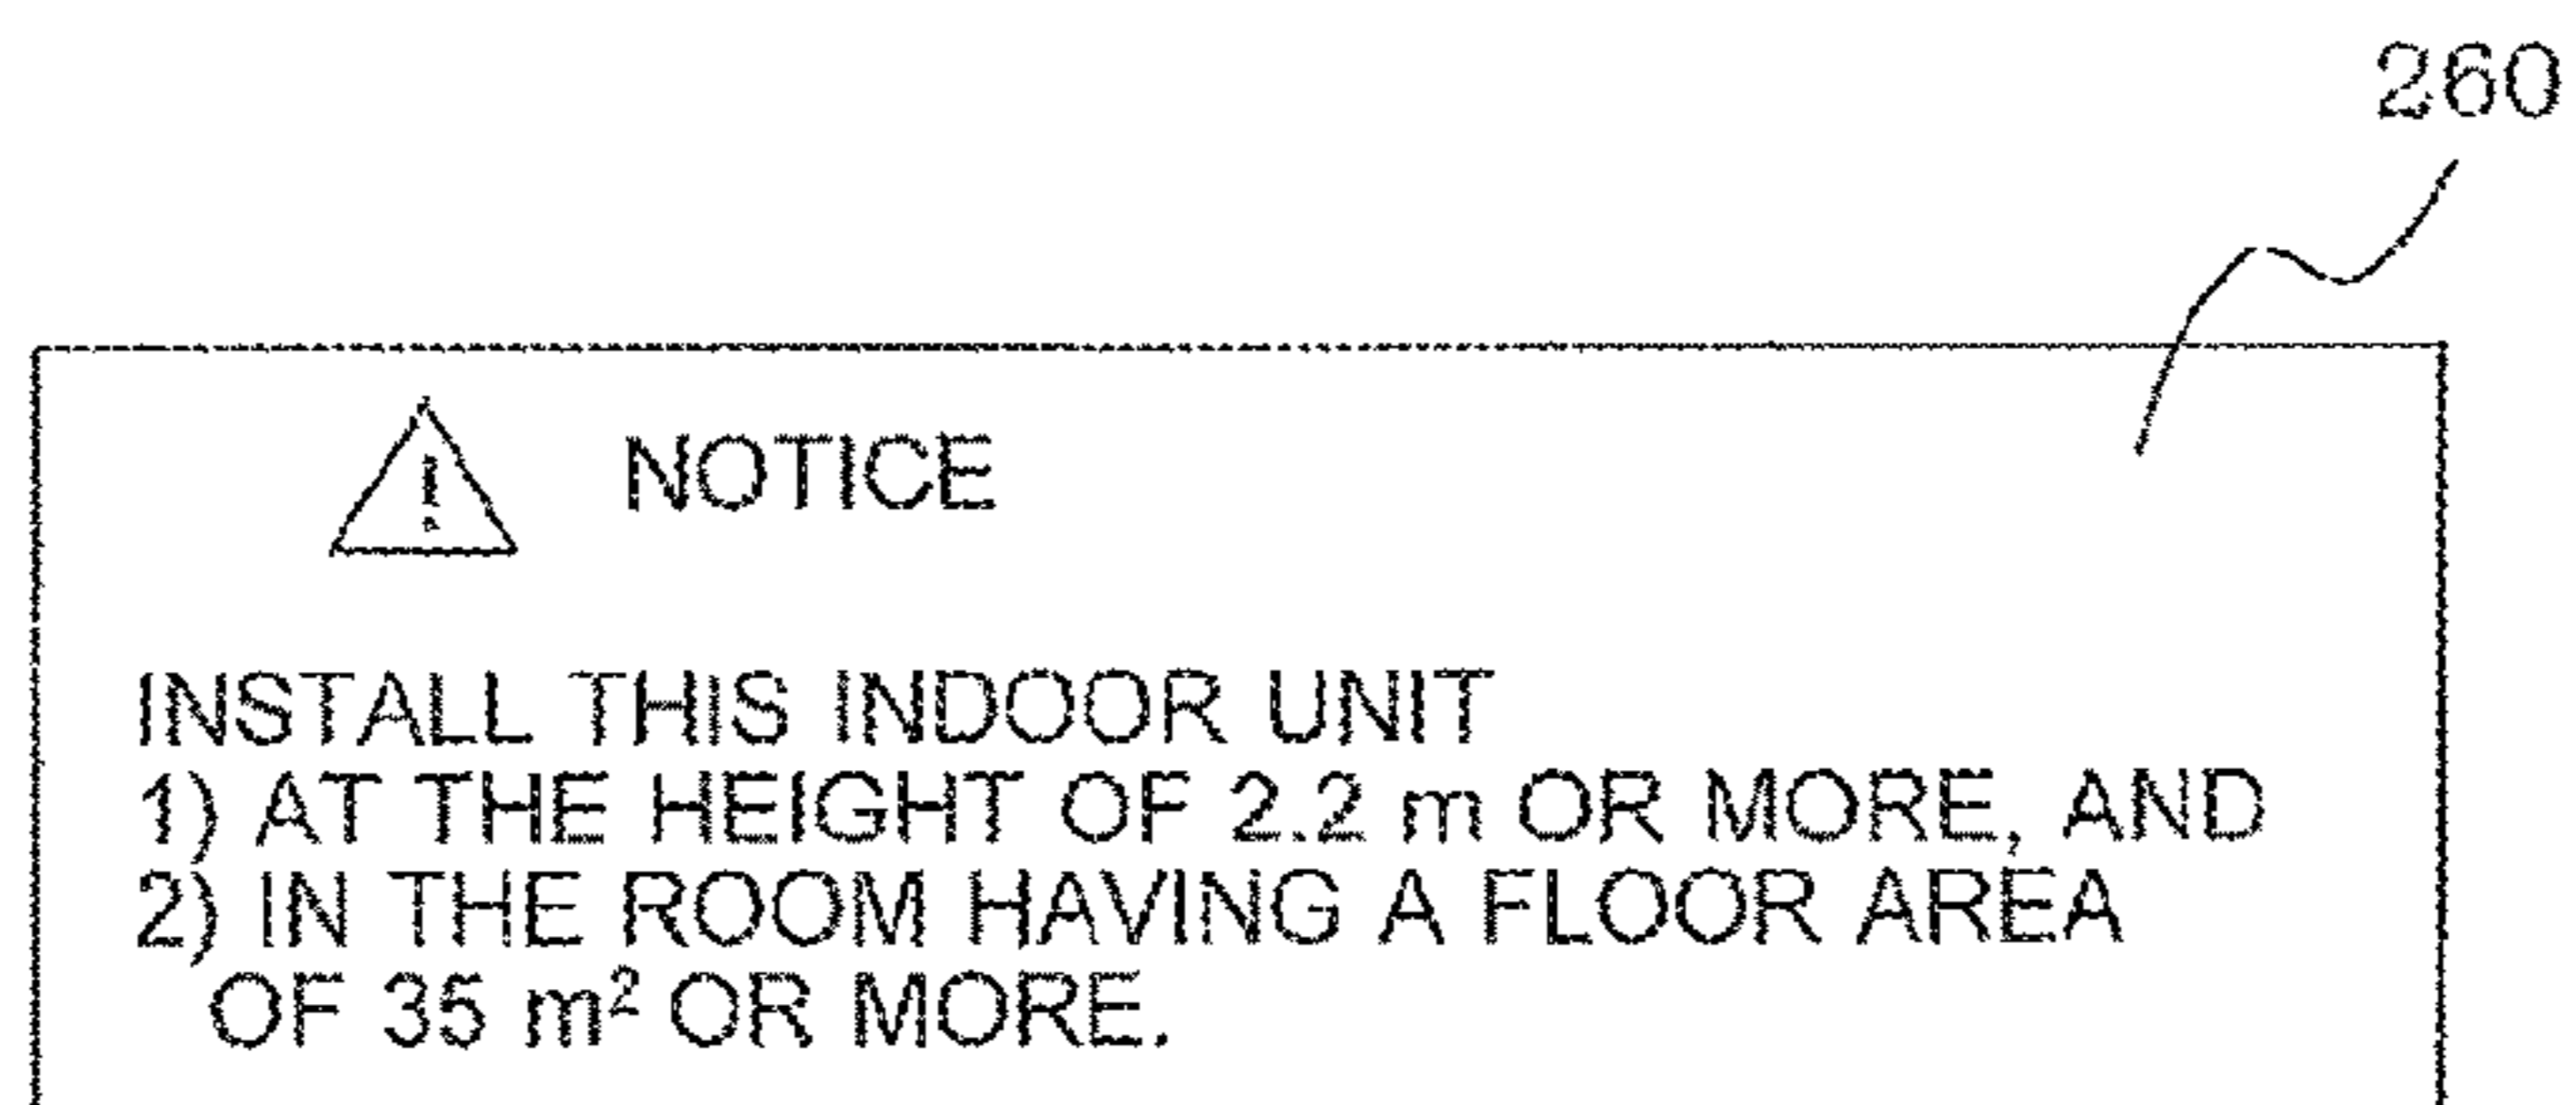 260
NOTICE
INSTALL THIS INDOOR UNIT
1) AT THE HEIGHT OF 2.2 m OR MORE, AND
2) IN THE ROOM HAVING A FLOOR AREA
OF 35 m² OR MORE.